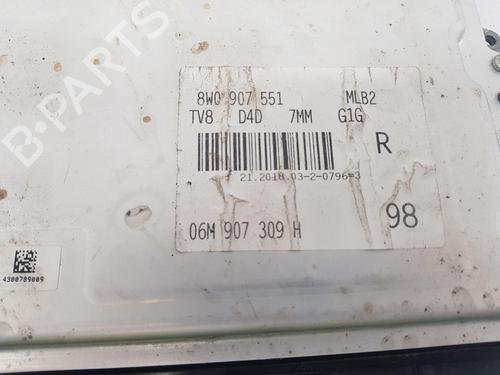 B-PARTS
8W0 907 551 MLB2
TV8 D4D 7MM G1G
R
21.2018.03-2-0796=3
06M 907 309 H
98
4300789009